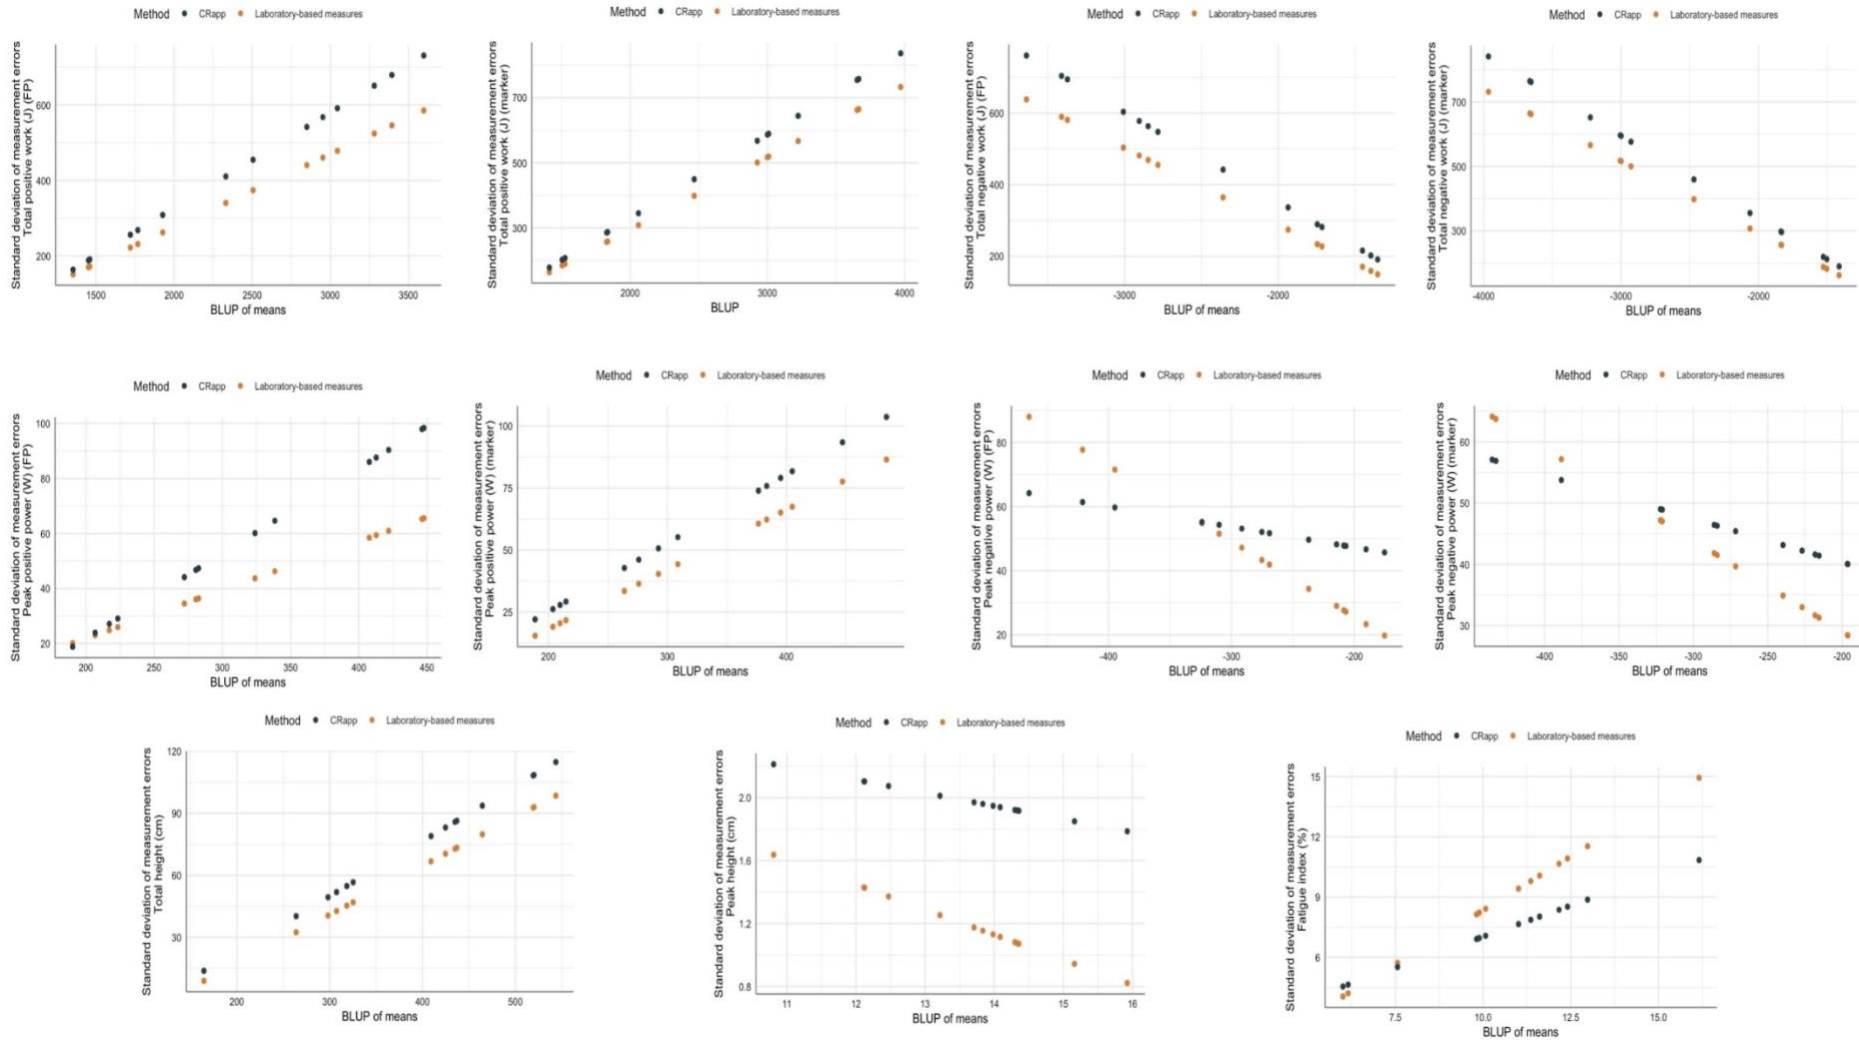 Method CRapp Laboratory-based measures
Standard deviation of measurement errors
Total positive work (J) (FP)
600
400
200
1500 2000 2500 3000 3500
BLUP of means
Method CRapp Laboratory-based measures
Standard deviation of measurement errors
Total positive work (J) (marker)
700
500
300
2000 3000 4000
BLUP
Method CRapp Laboratory-based measures
Standard deviation of measurement errors
Total negative work (J) (FP)
600
400
200
-3000 -2000
BLUP of means
Method CRapp Laboratory-based measures
Standard deviation of measurement errors
Total negative work (J) (marker)
700
500
300
-4000 -3000 -2000
BLUP of means
Method CRapp Laboratory-based measures
Standard deviation of measurement errors
Peak positive power (W) (FP)
100
80
60
40
20
200 250 300 350 400 450
BLUP of means
Method CRapp Laboratory-based measures
Standard deviation of measurement errors
Peak positive power (W) (marker)
100
75
50
25
200 300 400
BLUP of means
Method CRapp Laboratory-based measures
Standard deviation of measurement errors
Peak negative power (W) (FP)
80
60
40
20
-400 -300 -200
BLUP of means
Method CRapp Laboratory-based measures
Standard deviation of measurement errors
Peak negative power (W) (marker)
60
50
40
30
-400 -350 -300 -250 -200
BLUP of means
Method CRapp Laboratory-based measures
Standard deviation of measurement errors
Total height (cm)
120
90
60
30
200 300 400 500
BLUP of means
Method CRapp Laboratory-based measures
Standard deviation of measurement errors
Peak height (cm)
2.0
1.6
1.2
0.8
11 12 13 14 15 16
BLUP of means
Method CRapp Laboratory-based measures
Standard deviation of measurement errors
Fatigue index (%)
15
12
9
6
7.5 10.0 12.5 15.0
BLUP of means